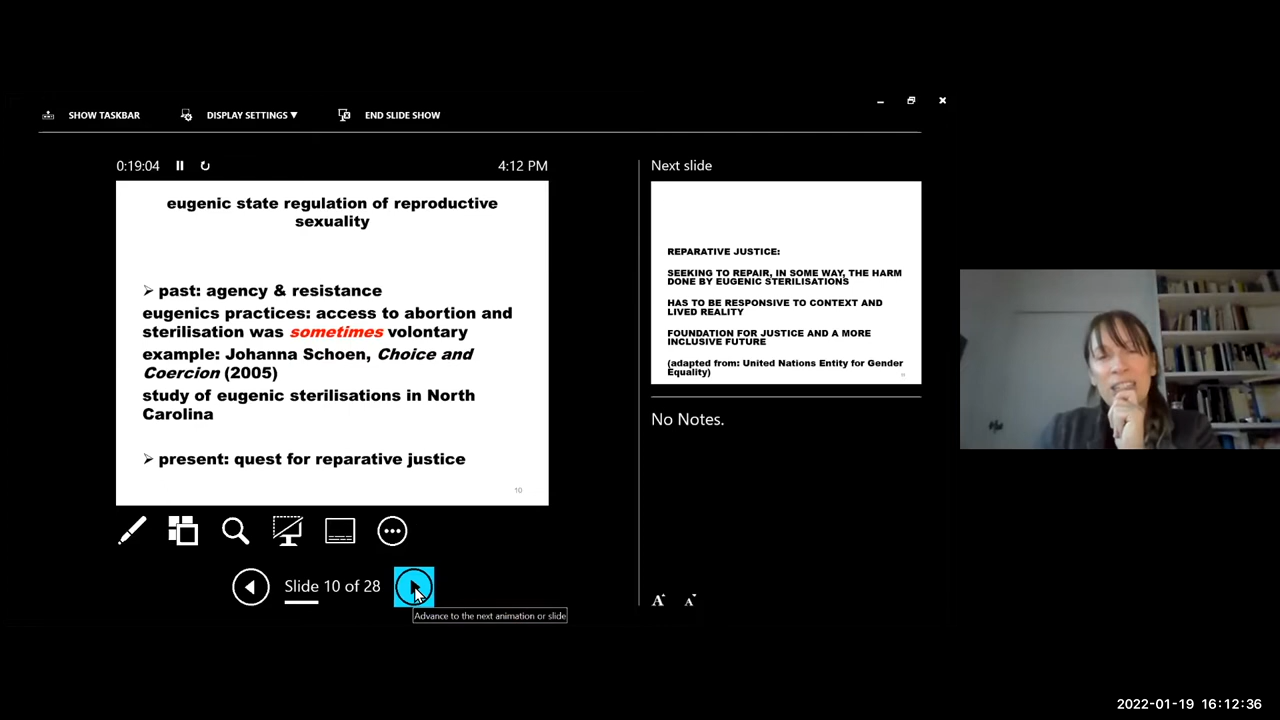 SHOW TASKBAR
DISPLAY SETTINGS ▼
END SLIDE SHOW
0:19:04
4:12 PM
eugenic state regulation of reproductive
sexuality
➢ past: agency & resistance
eugenics practices: access to abortion and
sterilisation was sometimes voluntary
example: Johanna Schoen, Choice and
Coercion (2005)
study of eugenic sterilisations in North
Carolina
➢ present: quest for reparative justice
10
Slide 10 of 28
Advance to the next animation or slide
Next slide
REPARATIVE JUSTICE:
SEEKING TO REPAIR, IN SOME WAY, THE HARM
DONE BY EUGENIC STERILISATIONS
HAS TO BE RESPONSIVE TO CONTEXT AND
LIVED REALITY
FOUNDATION FOR JUSTICE AND A MORE
INCLUSIVE FUTURE
(adapted from: United Nations Entity for Gender
Equality)
No Notes.
A A
2022-01-19 16:12:36